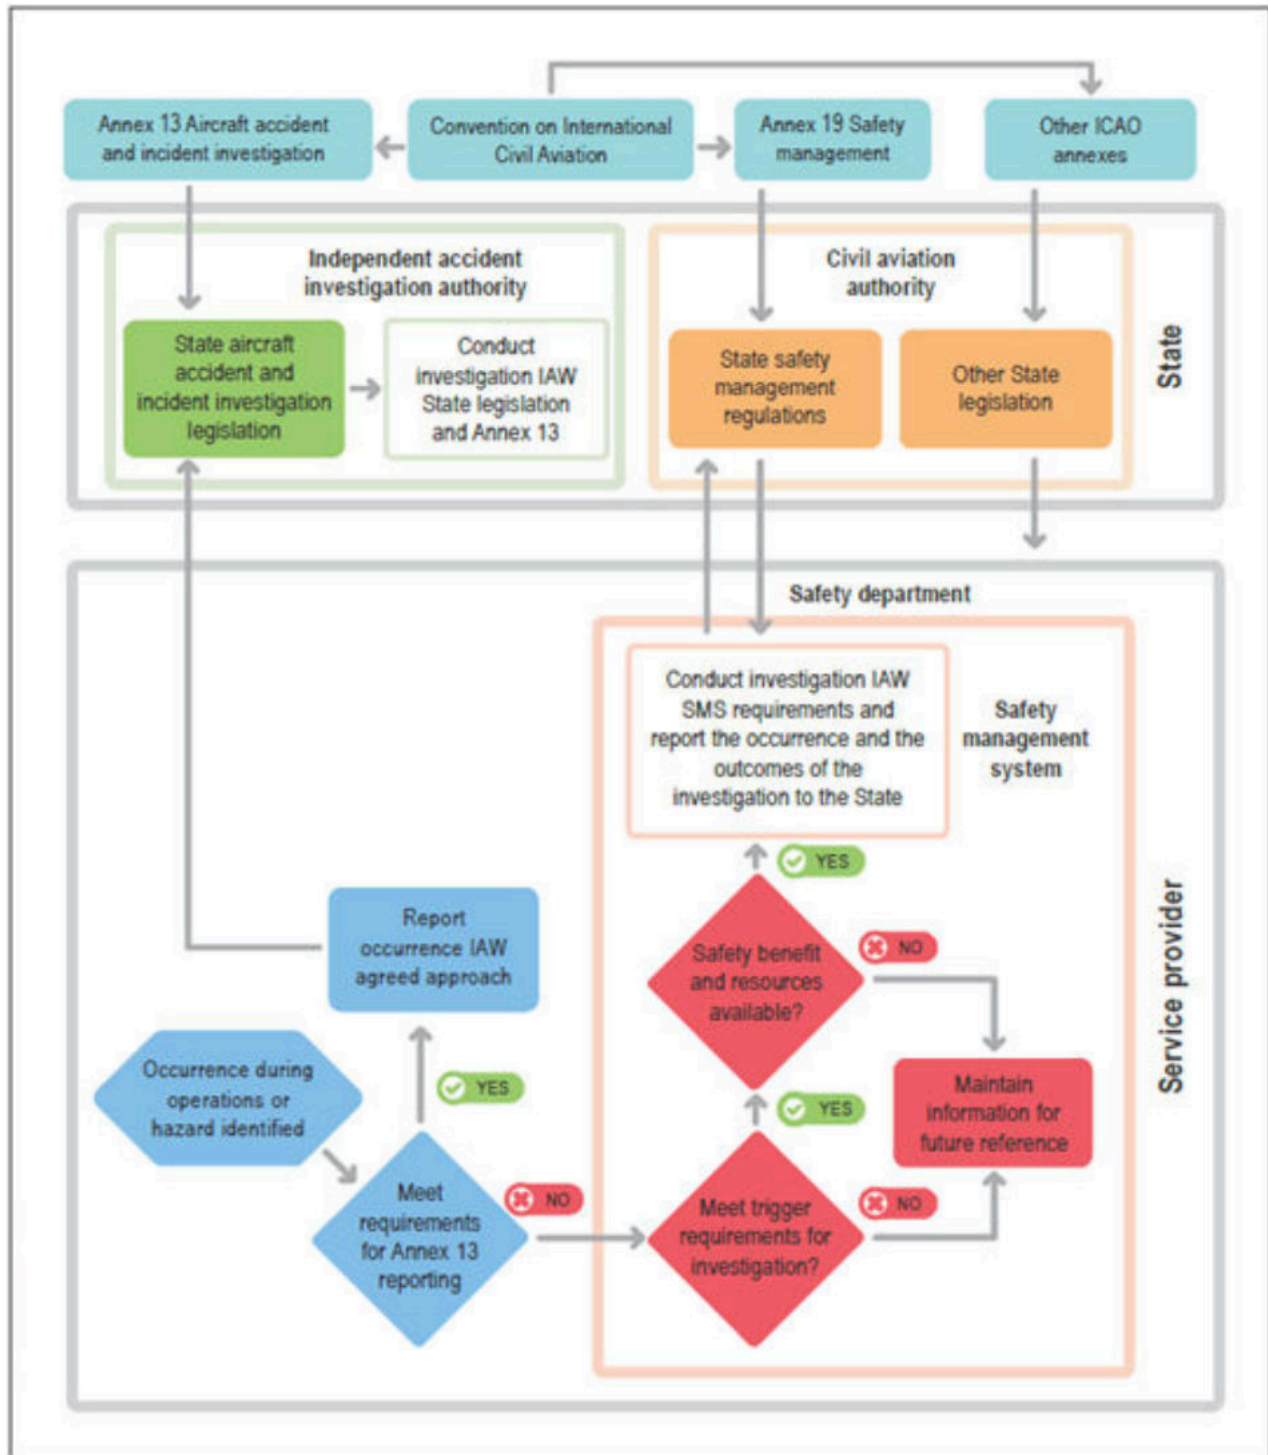 Annex 13 Aircraft accident
and incident investigation
Convention on International
Civil Aviation
Annex 19 Safety
management
Other ICAO
annexes
Independent accident
investigation authority
Civil aviation
authority
State aircraft
accident and
incident investigation
legislation
Conduct
investigation IAW
State legislation
and Annex 13
State safety
management
regulations
Other State
legislation
State
Safety department
Conduct investigation IAW
SMS requirements and
report the occurrence and the
outcomes of the
investigation to the State
Safety
management
system
YES
Report
occurrence IAW
agreed approach
Safety benefit
and resources
available?
NO
Service provider
Occurrence during
operations or
hazard identified
YES
YES
Maintain
information for
future reference
Meet
requirements
for Annex 13
reporting
NO
Meet trigger
requirements for
investigation?
NO